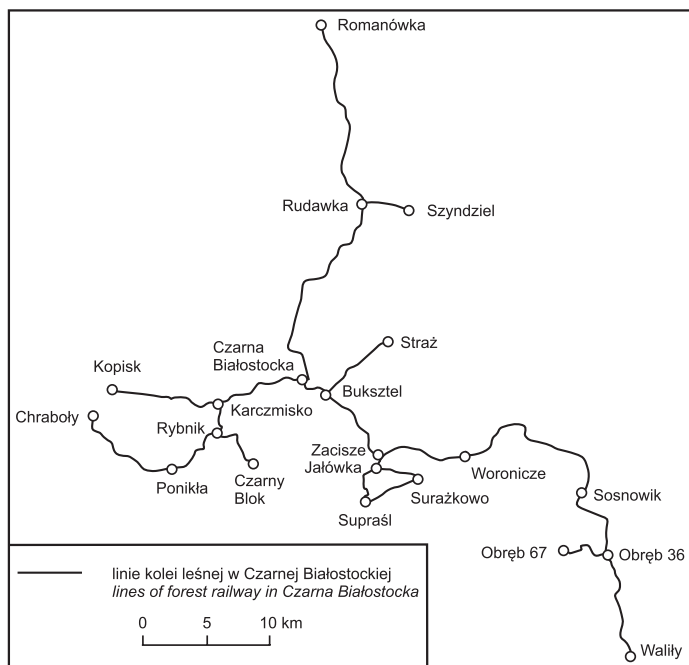 Romanówka
Rudawka
Szyndziel
Straż
Czarna
Białostocka
Kopisk
Buksztel
Karczmisko
Chraboły
Rybnik
Zacisze
Jałówka
Woronicze
Ponikła
Czarny
Blok
Surażkowo
Sosnowik
Supraśl
Obręb 67
Obręb 36
linie kolei leśnej w Czarnej Białostockiej
lines of forest railway in Czarna Białostocka
0 5 10 km
Waliły